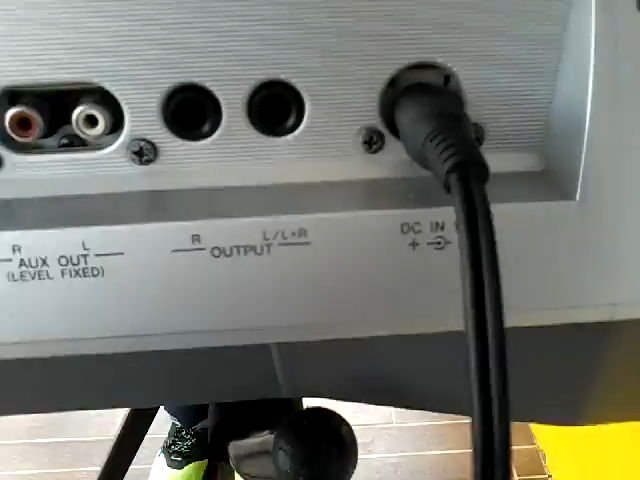 R L
AUX OUT
(LEVEL FIXED)
R L/L+R
OUTPUT
DC IN
+